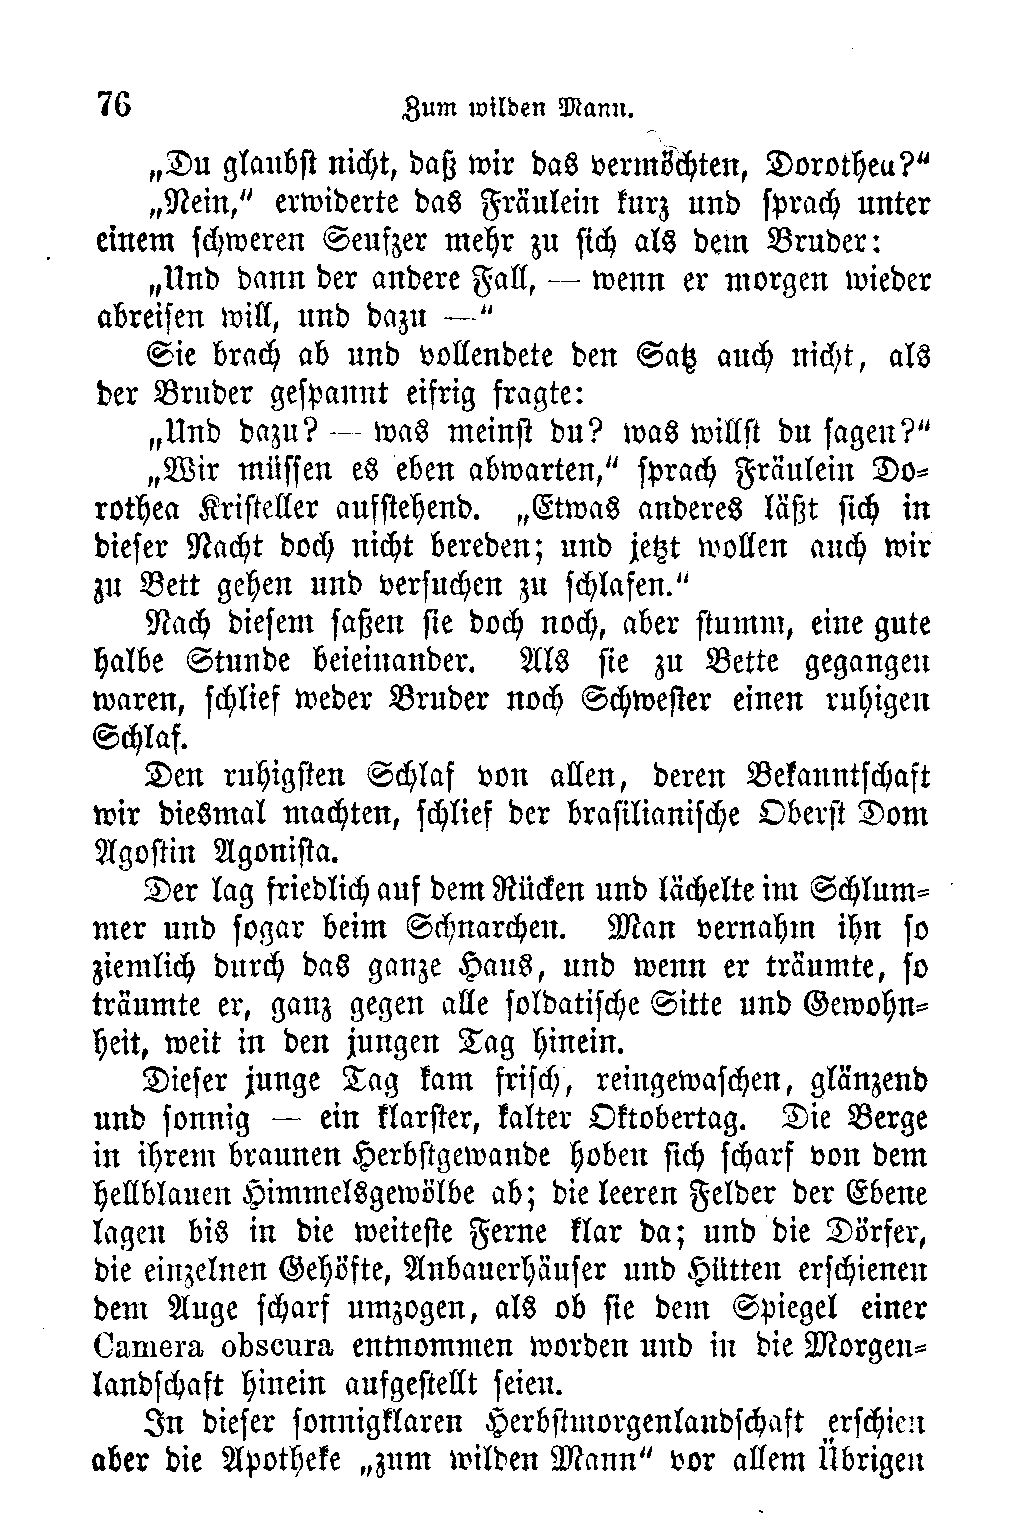 76 Zum wilden Mann.
„Du glaubst nicht, daß wir das vermöchten, Dorothea?“
„Nein,“ erwiderte das Fräulein kurz und sprach unter
einem schweren Seufzer mehr zu sich als dem Bruder:
„Und dann der andere Fall, — wenn er morgen wieder
abreisen will, und dazu —“
Sie brach ab und vollendete den Satz auch nicht, als
der Bruder gespannt eifrig fragte:
„Und dazu? — was meinst du? was willst du sagen?“
„Wir müssen es eben abwarten,“ sprach Fräulein Do-
rothea Kristeller aufstehend. „Etwas anderes läßt sich in
dieser Nacht doch nicht bereden; und jetzt wollen auch wir
zu Bett gehen und versuchen zu schlafen.“
Nach diesem saßen sie doch noch, aber stumm, eine gute
halbe Stunde beieinander. Als sie zu Bette gegangen
waren, schlief weder Bruder noch Schwester einen ruhigen
Schlaf.
Den ruhigsten Schlaf von allen, deren Bekanntschaft
wir diesmal machten, schlief der brasilianische Oberst Dom
Agostin Agonista.
Der lag friedlich auf dem Rücken und lächelte im Schlum-
mer und sogar beim Schnarchen. Man vernahm ihn so
ziemlich durch das ganze Haus, und wenn er träumte, so
träumte er, ganz gegen alle soldatische Sitte und Gewohn-
heit, weit in den jungen Tag hinein.
Dieser junge Tag kam frisch, reingewaschen, glänzend
und sonnig — ein klarster, kalter Oktobertag. Die Berge
in ihrem braunen Herbstgewande hoben sich scharf von dem
hellblauen Himmelsgewölbe ab; die leeren Felder der Ebene
lagen bis in die weiteste Ferne klar da; und die Dörfer,
die einzelnen Gehöfte, Anbauerhäuser und Hütten erschienen
dem Auge scharf umzogen, als ob sie dem Spiegel einer
Camera obscura entnommen worden und in die Morgen-
landschaft hinein aufgestellt seien.
In dieser sonnigklaren Herbstmorgenlandschaft erschien
aber die Apotheke „zum wilden Mann“ vor allem Übrigen